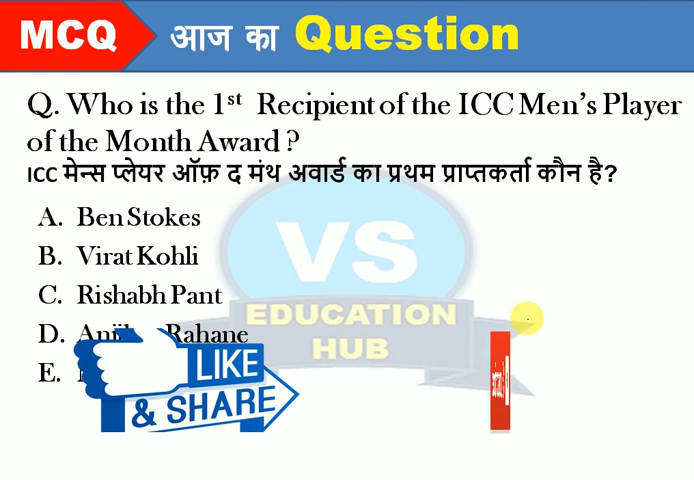 MCQ आज का Question
Q. Who is the 1st Recipient of the ICC Men's Player
of the Month Award ?
ICC मेन्स प्लेयर ऑफ़ द मंथ अवार्ड का प्रथम प्राप्तकर्ता कौन है?
A. Ben Stokes
B. Virat Kohli
C. Rishabh Pant
D. Rahane
E.
VS
EDUCATION
HUB
LIKE
& SHARE